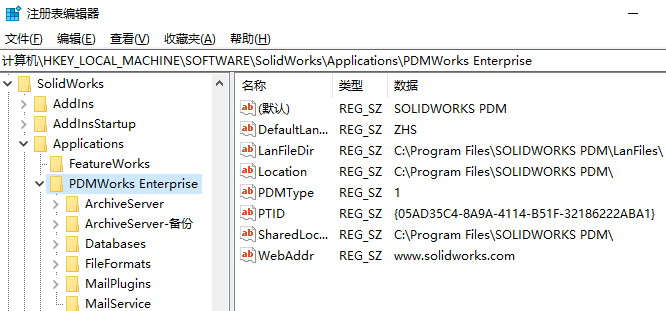 注册表编辑器
文件(F) 编辑(E) 查看(V) 收藏夹(A) 帮助(H)
计算机\HKEY_LOCAL_MACHINE\SOFTWARE\SolidWorks\Applications\PDMWorks Enterprise
SolidWorks
AddIns
AddInsStartup
Applications
FeatureWorks
PDMWorks Enterprise
ArchiveServer
ArchiveServer-备份
Databases
FileFormats
MailPlugins
MailService
名称 类型 数据
(默认) REG_SZ SOLIDWORKS PDM
DefaultLan... REG_SZ ZHS
LanFileDir REG_SZ C:\Program Files\SOLIDWORKS PDM\LanFiles\
Location REG_SZ C:\Program Files\SOLIDWORKS PDM\
PDMType REG_SZ 1
PTID REG_SZ {05AD35C4-8A9A-4114-B51F-32186222ABA1}
SharedLoc... REG_SZ C:\Program Files\SOLIDWORKS PDM\
WebAddr REG_SZ www.solidworks.com